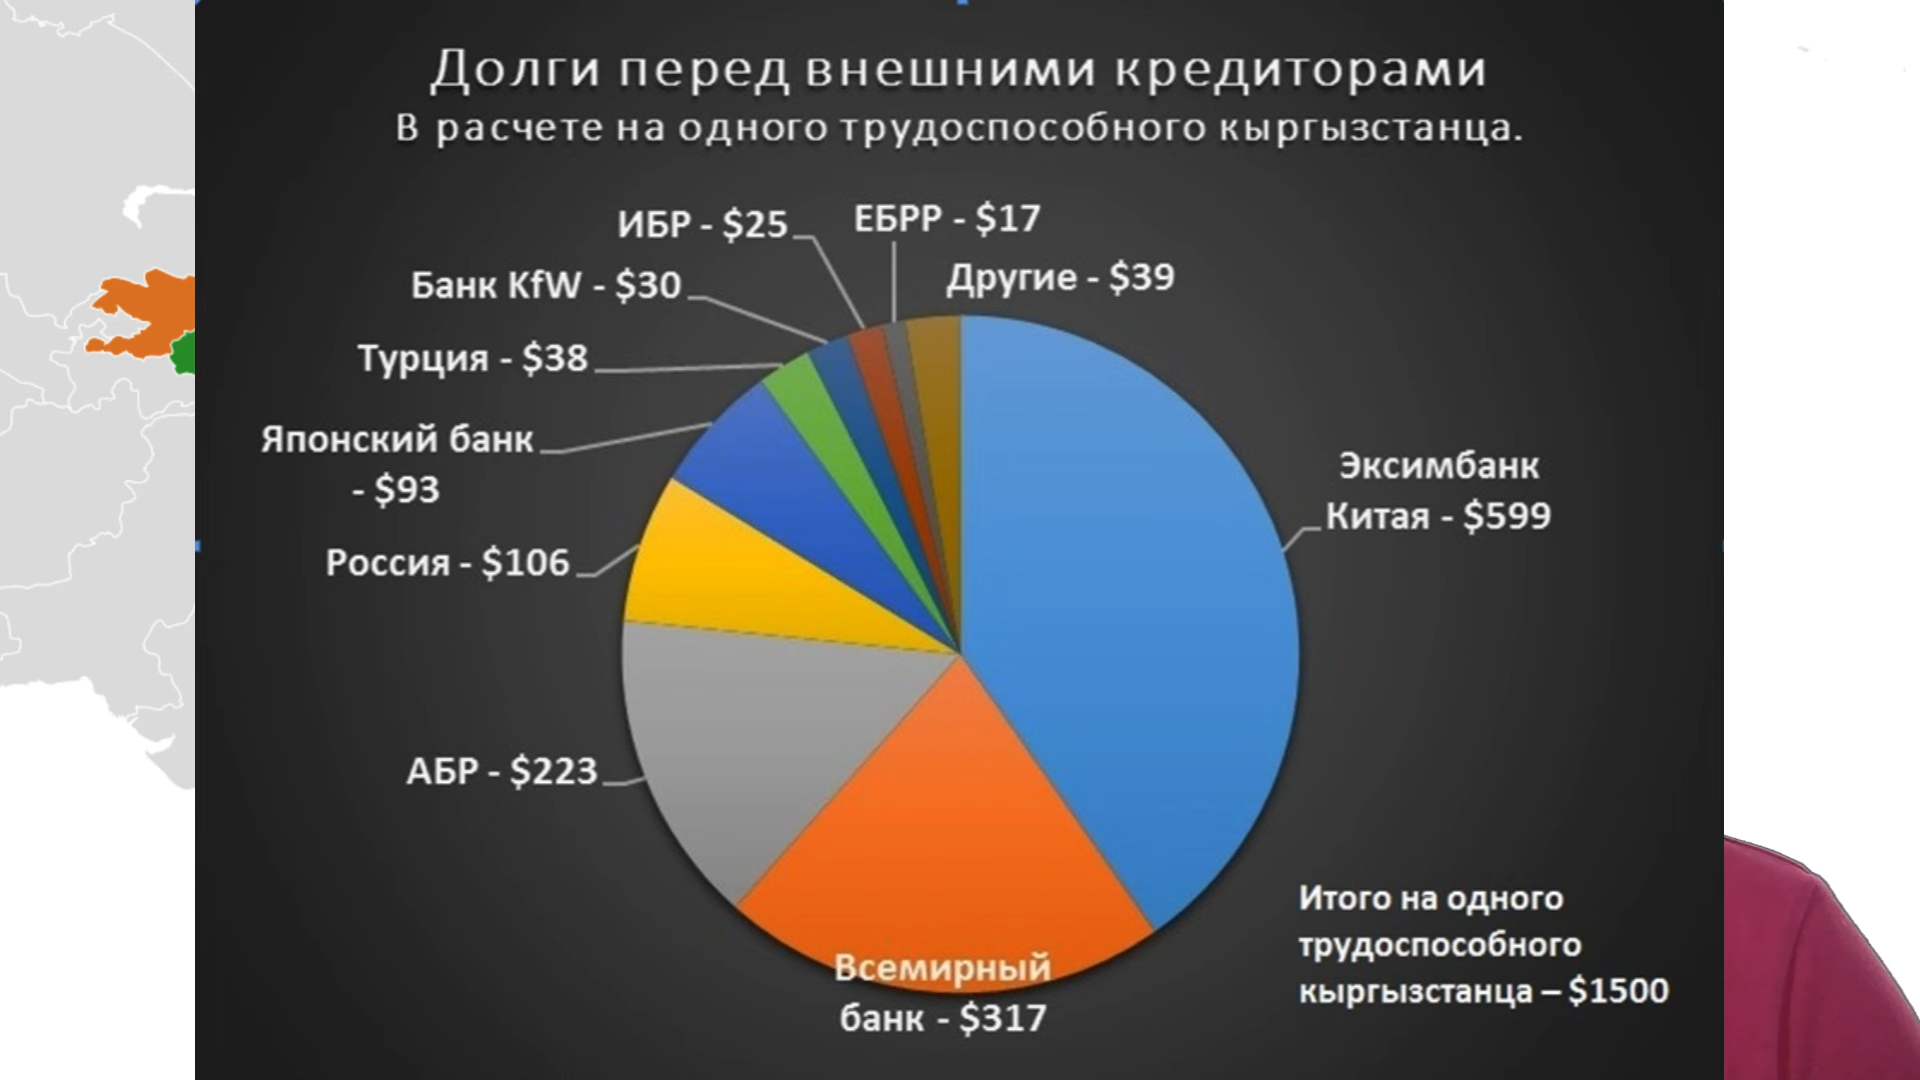 Долги перед внешними кредиторами
В расчете на одного трудоспособного кыргызстанца.
ИБР - $25
ЕБРР - $17
Банк KfW - $30
Другие - $39
Турция - $38
Японский банк
- $93
Эксимбанк
Китая - $599
Россия - $106
АБР - $223
Всемирный
банк - $317
Итого на одного
трудоспособного
кыргызстанца – $1500